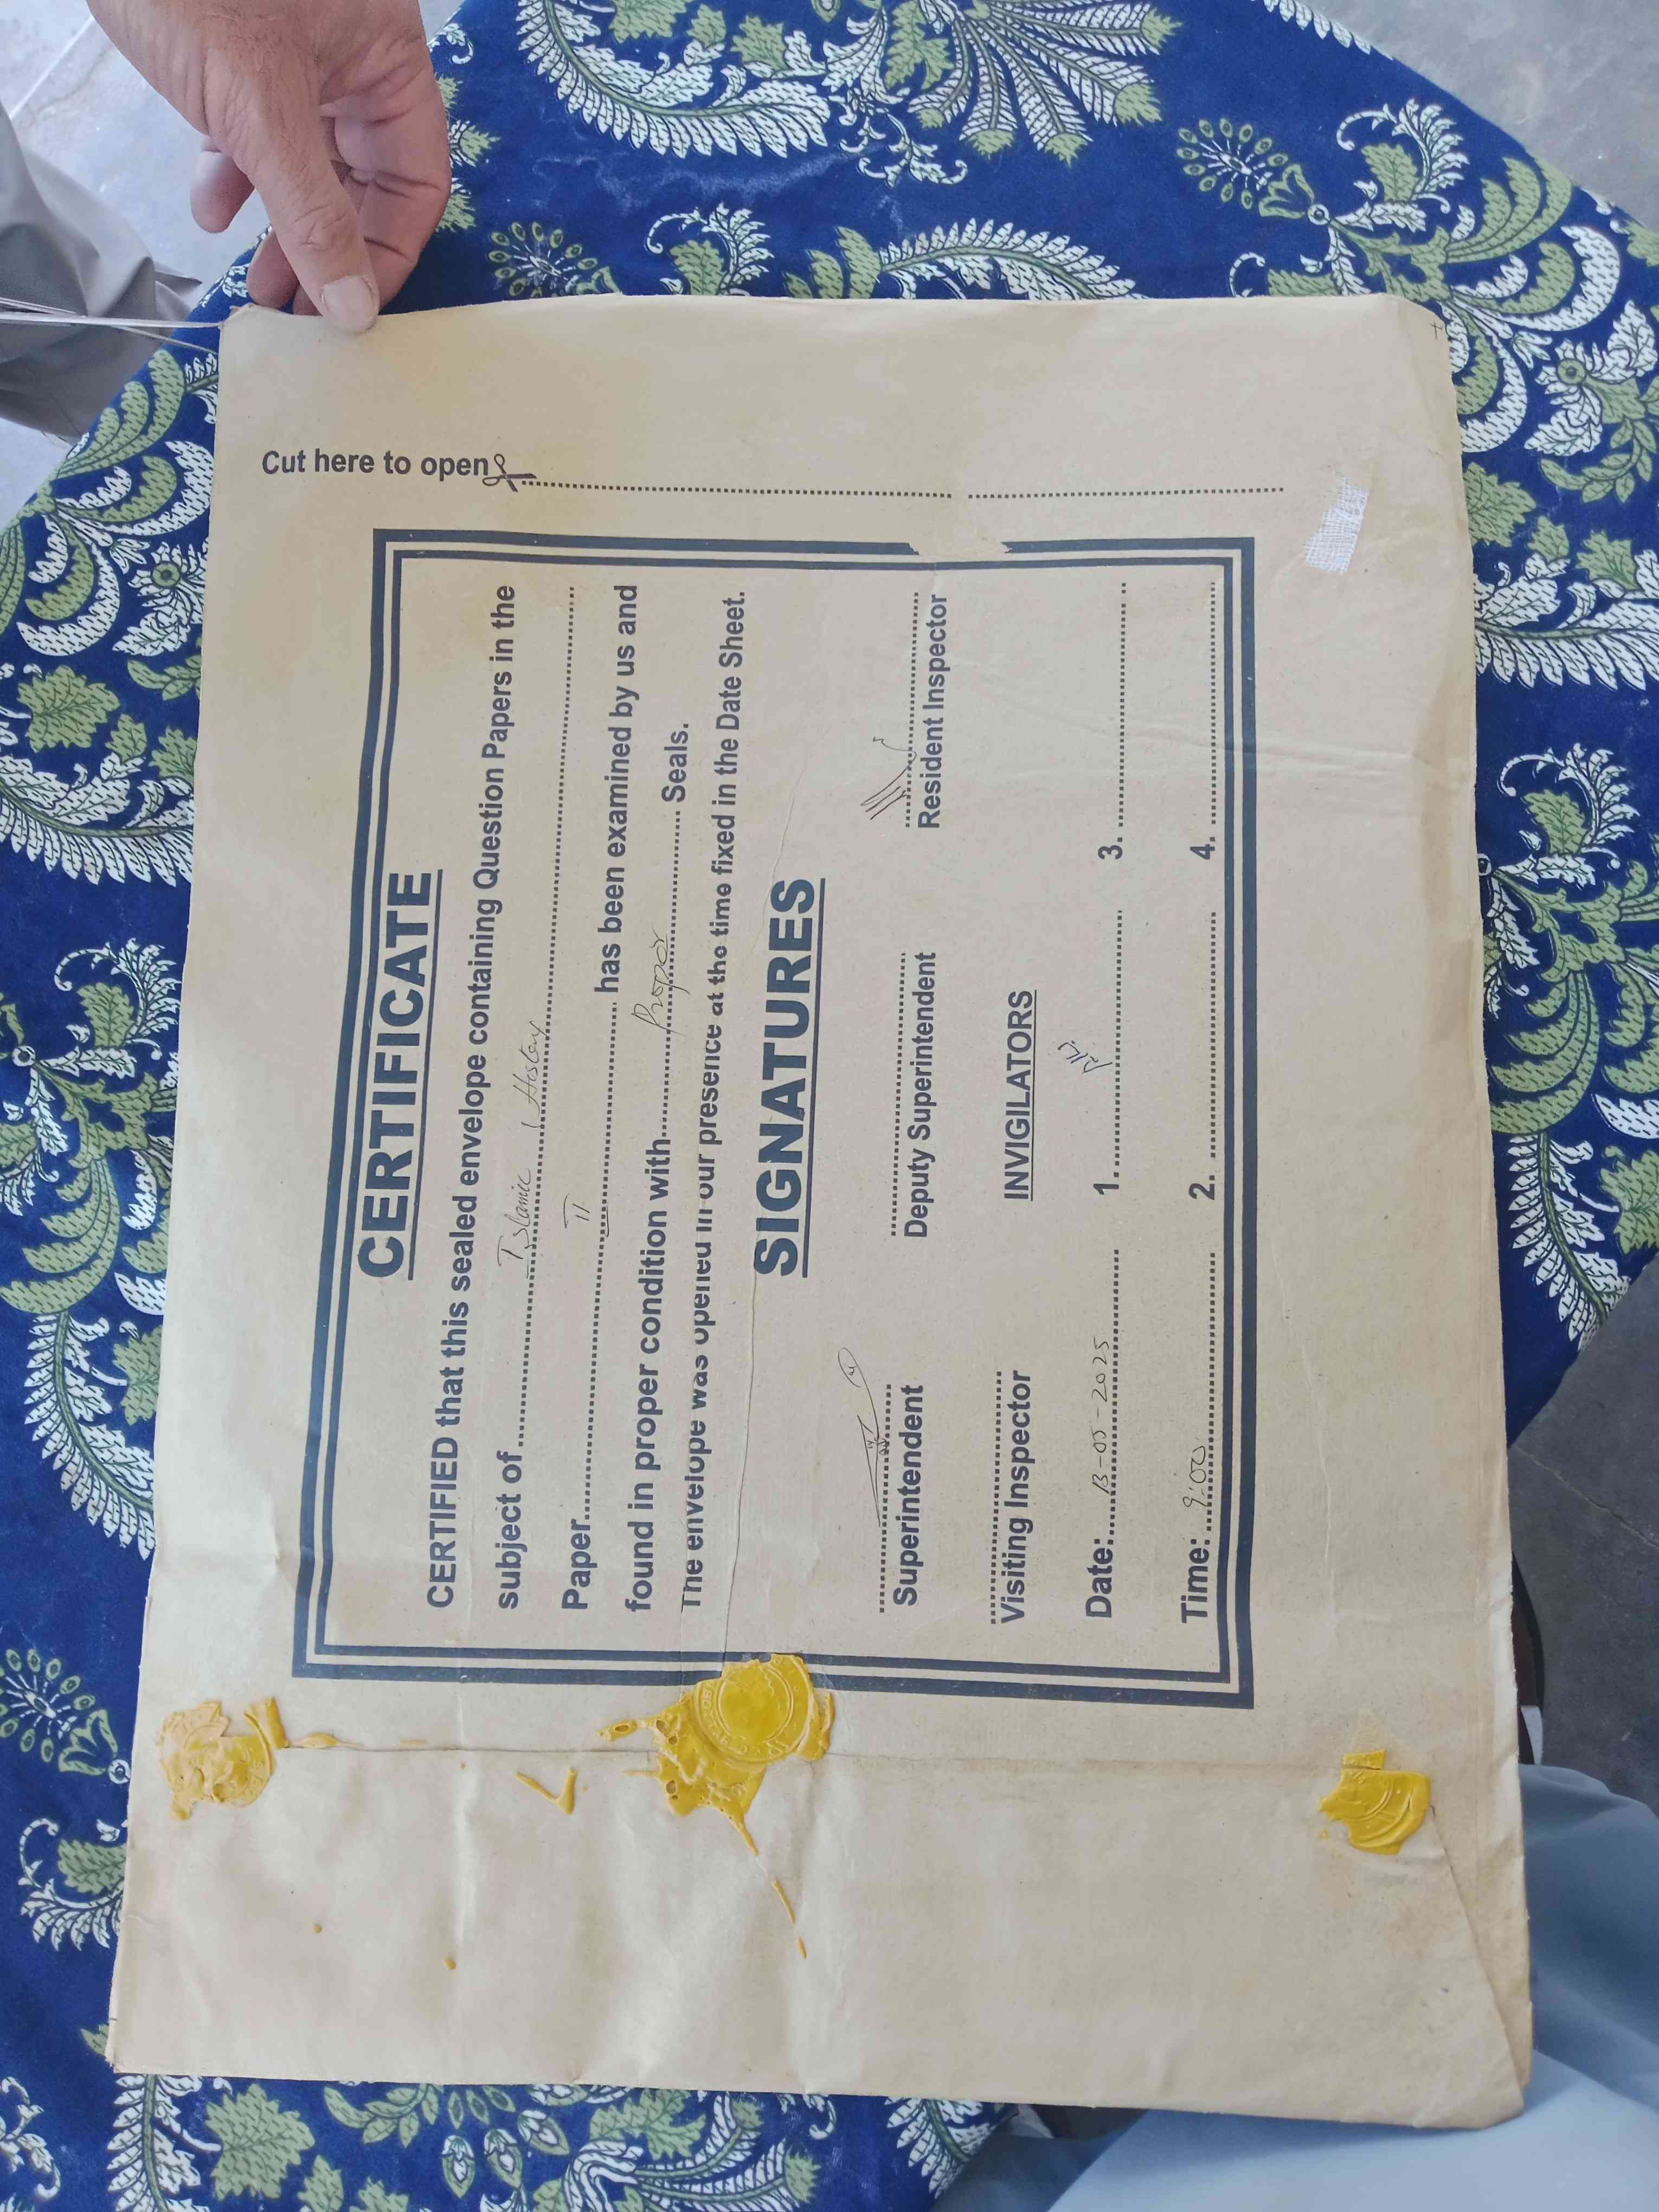 Cut here to open
CERTIFICATE
CERTIFIED that this sealed envelope containing Question Papers in the
subject of Islamic History
Paper II has been examined by us and
found in proper condition with Proper Seals.
The envelope was opened in our presence at the time fixed in the Date Sheet.
SIGNATURES
Superintendent
Deputy Superintendent
Resident Inspector
Visiting Inspector
INVIGILATORS
Date: 13-05-2025
1.
3.
Time: 9:00
2.
4.